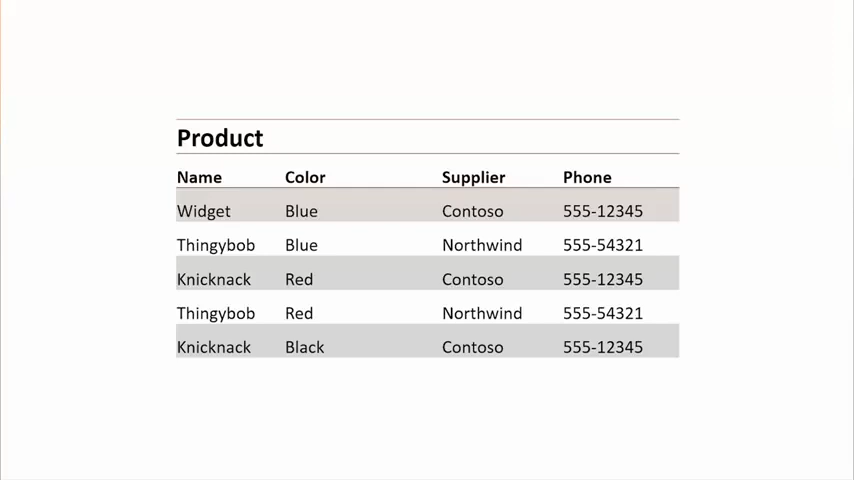 Product
Name Color Supplier Phone
Widget Blue Contoso 555-12345
Thingybob Blue Northwind 555-54321
Knicknack Red Contoso 555-12345
Thingybob Red Northwind 555-54321
Knicknack Black Contoso 555-12345